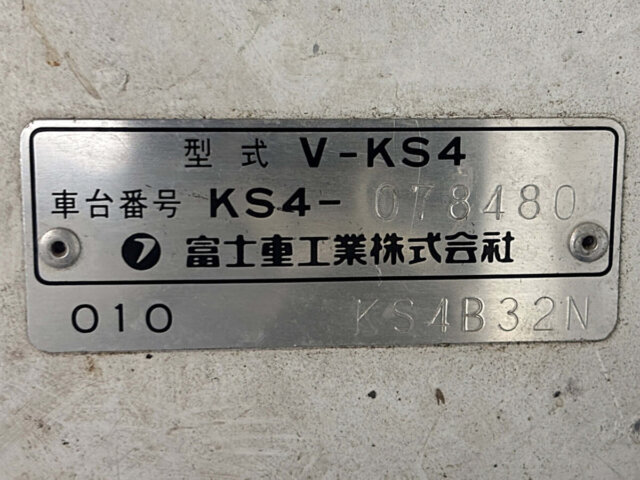 型式 V-KS4
車台番号 KS4-078480
富士重工業株式会社
010 KS4B32N